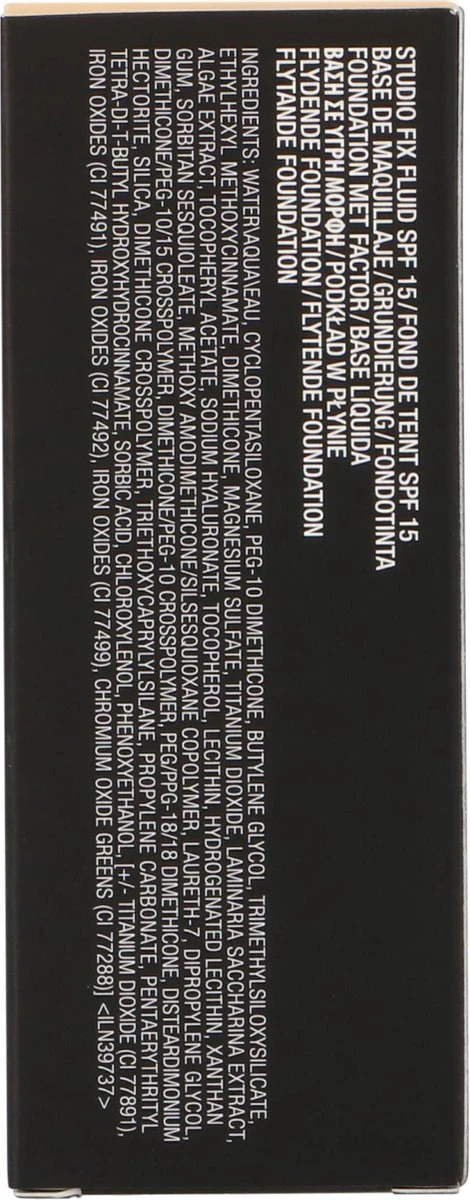 STUDIO FIX FLUID SPF 15 / FOND DE TEINT SPF 15
BASE DE MAQUILLAJE / GRUNDIERUNG / FONDOTINTA
FOUNDATION MET FACTOR / BASE LIQUIDA
ΒΑΣΗ ΣΕ ΥΓΡΗ ΜΟΡΦΗ / PODKŁAD W PŁYNIE
FLYDENDE FOUNDATION / FLYTENDE FOUNDATION
FLYTANDE FOUNDATION
INGREDIENTS: WATER\AQUA\EAU, CYCLOPENTASILOXANE, PEG-10 DIMETHICONE, BUTYLENE GLYCOL, TRIMETHYLSILOXYSILICATE,
ETHYLHEXYL METHOXYCINNAMATE, DIMETHICONE, MAGNESIUM SULFATE, TITANIUM DIOXIDE, LAMINARIA SACCHARINA EXTRACT,
ALGAE EXTRACT, TOCOPHERYL ACETATE, SODIUM HYALURONATE, TOCOPHEROL, LECITHIN, HYDROGENATED LECITHIN, XANTHAN
GUM, SORBITAN SESQUIOLEATE, METHOXY AMODIMETHICONE/SILSESQUIOXANE COPOLYMER, LAURETH-7, DIPROPYLENE GLYCOL,
DIMETHICONE/PEG-10/15 CROSSPOLYMER, DIMETHICONE/PEG-10 CROSSPOLYMER, PEG/PPG-18/18 DIMETHICONE, DISTEARDIMONIUM
HECTORITE, SILICA, DIMETHICONE CROSSPOLYMER, TRIETHOXYCAPRYLYLSILANE, PROPYLENE CARBONATE, PENTAERYTHRITYL
TETRA-DI-T-BUTYL HYDROXYHYDROCINNAMATE, SORBIC ACID, CHLOROXYLENOL, PHENOXYETHANOL, [+/- TITANIUM DIOXIDE (CI 77891),
IRON OXIDES (CI 77491), IRON OXIDES (CI 77492), IRON OXIDES (CI 77499), CHROMIUM OXIDE GREENS (CI 77288)] <ILN39737>